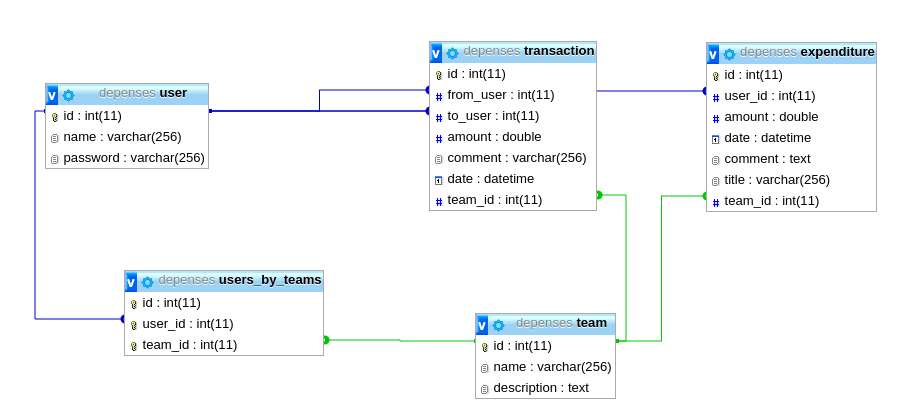 depenses user
id : int(11)
name : varchar(256)
password : varchar(256)
depenses transaction
id : int(11)
from_user : int(11)
to_user : int(11)
amount : double
comment : varchar(256)
date : datetime
team_id : int(11)
depenses expenditure
id : int(11)
user_id : int(11)
amount : double
date : datetime
comment : text
title : varchar(256)
team_id : int(11)
depenses users_by_teams
id : int(11)
user_id : int(11)
team_id : int(11)
depenses team
id : int(11)
name : varchar(256)
description : text